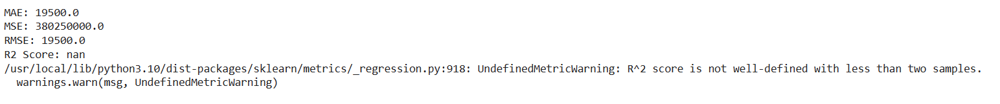 MAE: 19500.0
MSE: 380250000.0
RMSE: 19500.0
R2 Score: nan
/usr/local/lib/python3.10/dist-packages/sklearn/metrics/_regression.py:918: UndefinedMetricWarning: R^2 score is not well-defined with less than two samples.
  warnings.warn(msg, UndefinedMetricWarning)